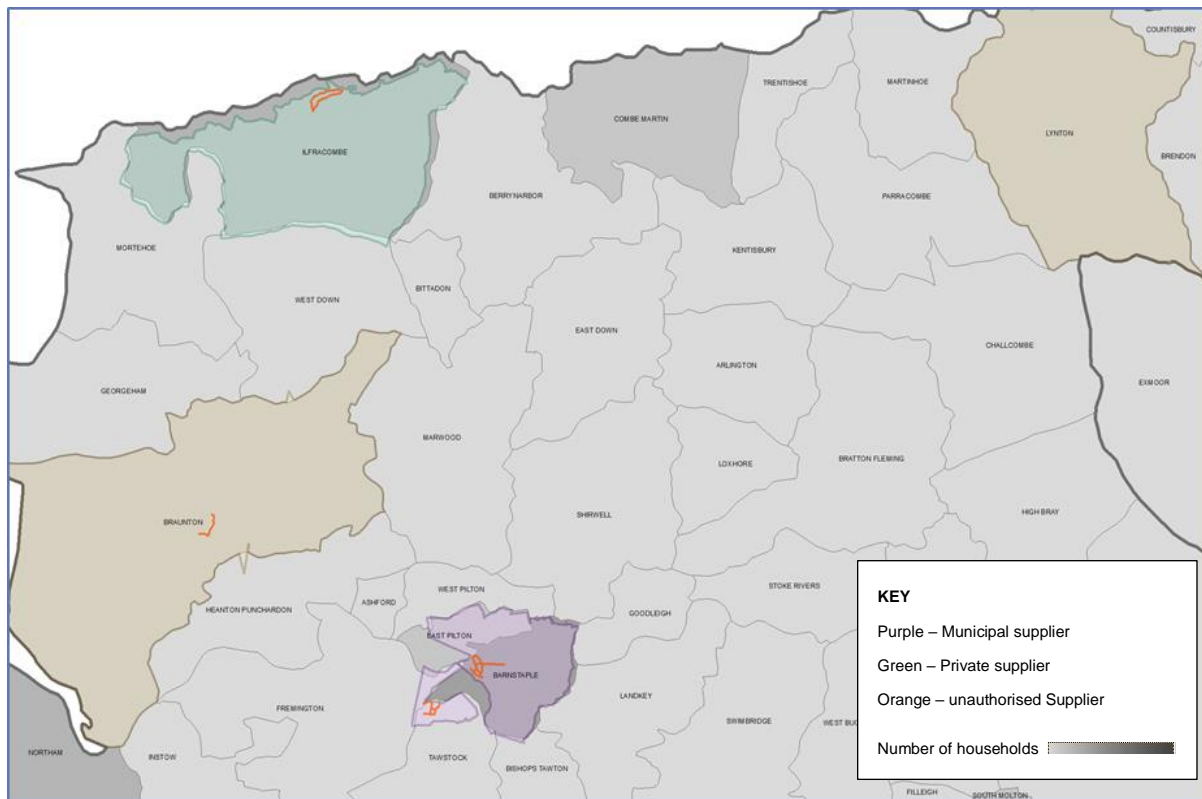 COUNTISBURY
TRENTISHOE
MARTINHOE
COMBE MARTIN
LYNTON
ILFRACOMBE
BRENDON
BERRYNARBOR
PARRACOMBE
MORTEHOE
KENTISBURY
BITTADON
WEST DOWN
EAST DOWN
CHALLCOMBE
ARLINGTON
EXMOOR
GEORGEHAM
MARWOOD
BRATTON FLEMING
LOXHORE
HIGH BRAY
SHIRWELL
BRAUNTON
STOKE RIVERS
WEST PILTON
ASHFORD
HEANTON PUNCHARDON
GOODLEIGH
EAST PILTON
BARNSTAPLE
LANDKEY
FREMINGTON
SWIMBRIDGE
WEST BUC
NORTHAM
INSTOW
TAWSTOCK
BISHOPS TAWTON
FILLEIGH
SOUTH MOLTON
KEY
Purple – Municipal supplier
Green – Private supplier
Orange – unauthorised Supplier
Number of households